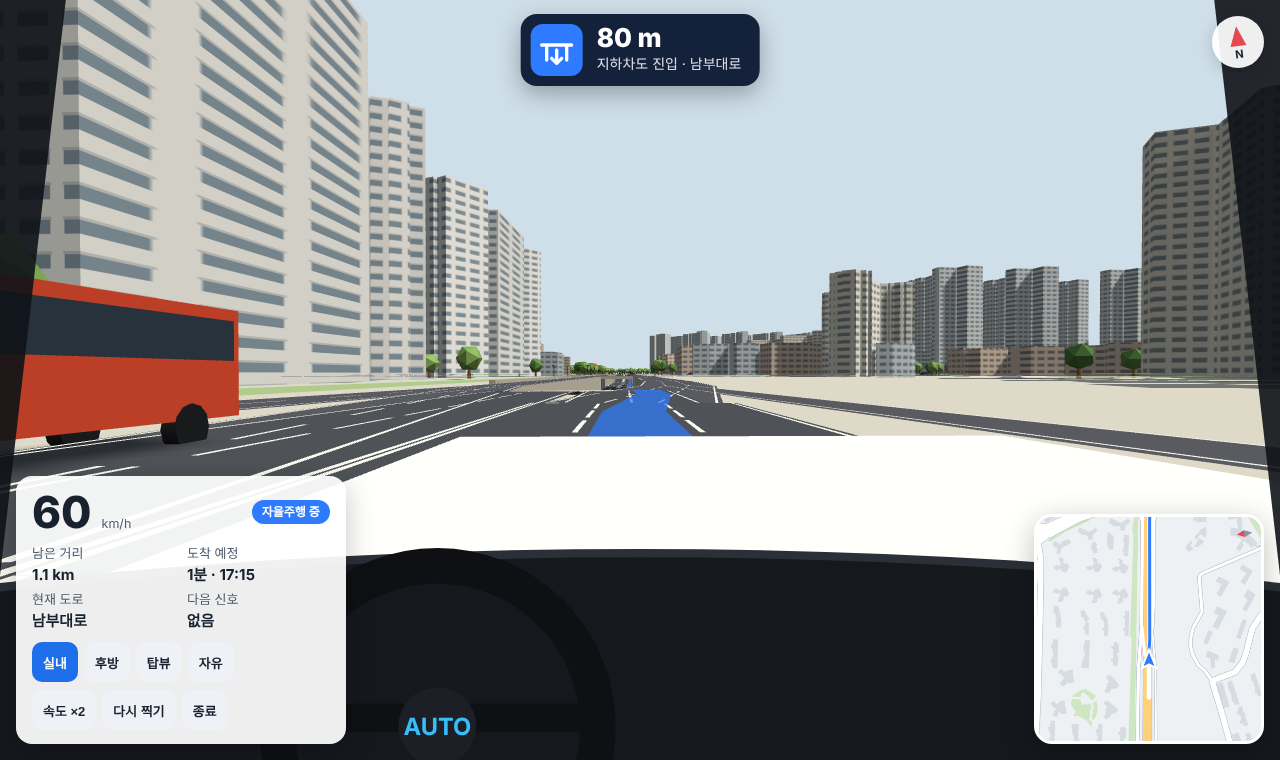 80 m
지하차도 진입 · 남부대로
N
60 km/h
자율주행 중
남은 거리
도착 예정
1.1 km
1분 · 17:15
현재 도로
다음 신호
남부대로
없음
실내
후방
탑뷰
자유
속도 ×2
다시 찍기
종료
AUTO